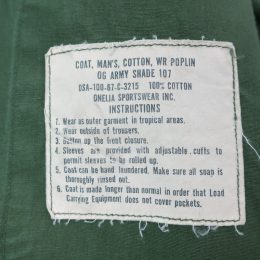 COAT, MAN'S, COTTON, WR POPLIN
OG ARMY SHADE 107
DSA-100-67-C-3215 100% COTTON
ONELIA SPORTSWEAR INC.
INSTRUCTIONS
1. Wear as outer garment in tropical areas.
2. Wear outside of trousers.
3. Button up the front closure.
4. Sleeves are provided with adjustable cuffs to
permit sleeves to be rolled up.
5. Coat can be hand laundered. Make sure all soap is
thoroughly rinsed out.
6. Coat is made longer than normal in order that Load
Carrying Equipment does not cover pockets.